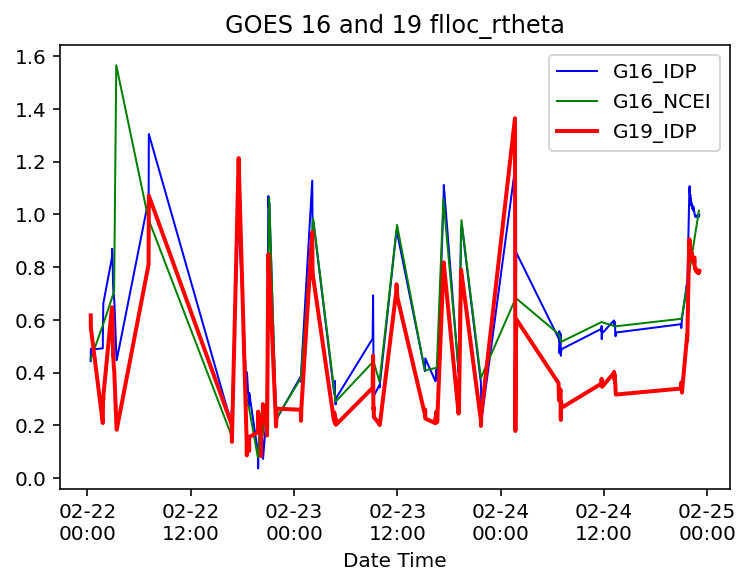 GOES 16 and 19 flloc_rtheta
G16_IDP
G16_NCEI
G19_IDP
1.6
1.4
1.2
1.0
0.8
0.6
0.4
0.2
0.0
02-22 02-22 02-23 02-23 02-24 02-24 02-25
00:00 12:00 00:00 12:00 00:00 12:00 00:00
Date Time